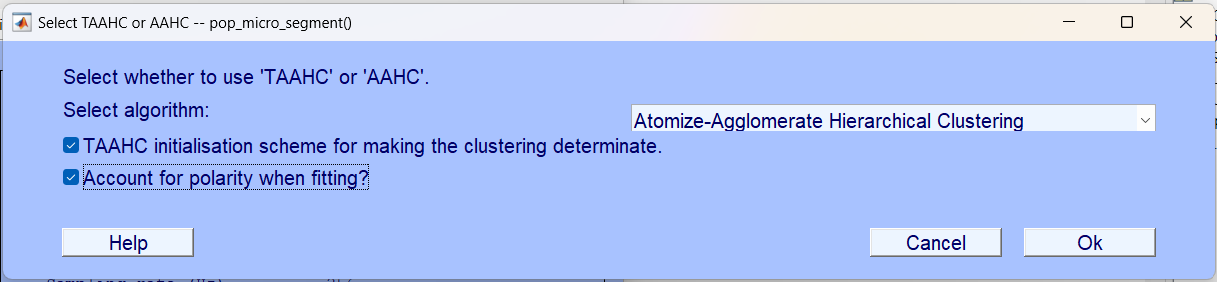 Select TAAHC or AAHC -- pop_micro_segment()
Select whether to use 'TAAHC' or 'AAHC'.
Select algorithm:
Atomize-Agglomerate Hierarchical Clustering
TAAHC initialisation scheme for making the clustering determinate.
Account for polarity when fitting?
Help
Cancel
Ok